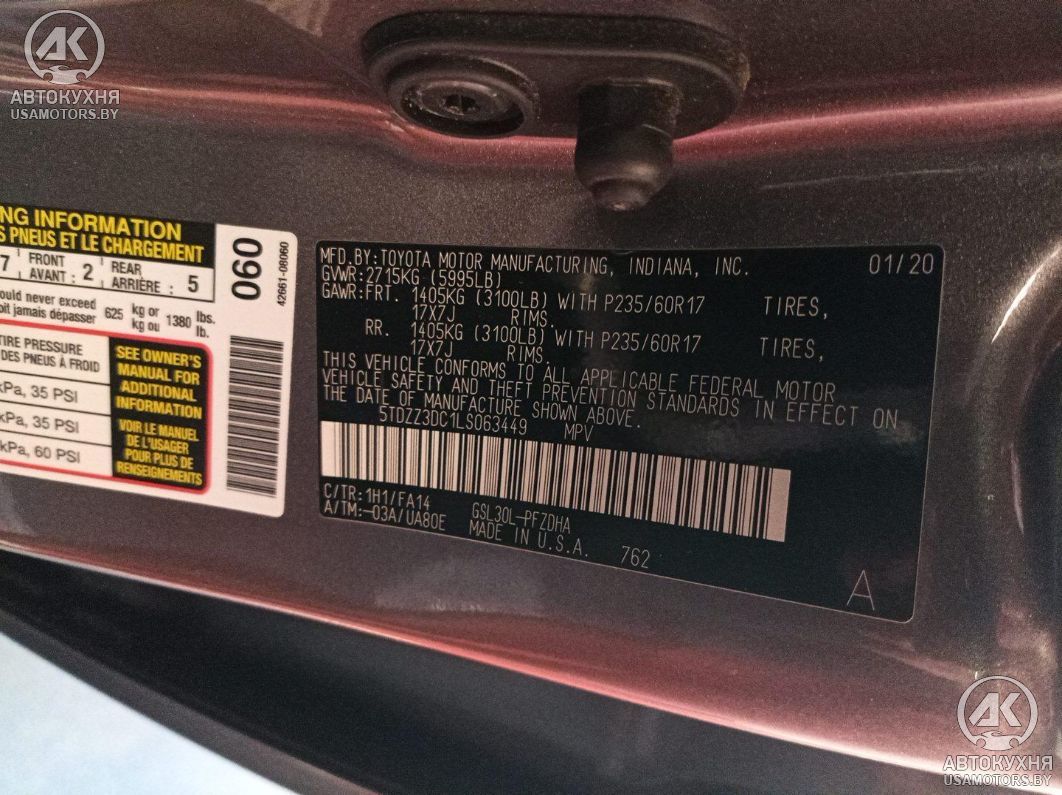 АК
АВТОКУХНЯ
USAMOTORS.BY
INFORMATION
PNEUS ET LE CHARGEMENT
7 FRONT AVANT : 2 REAR ARRIÈRE : 5
should never exceed 625 kg or 1380 lbs.
doit jamais dépasser kg ou lb.
TIRE PRESSURE
DES PNEUS À FROID
kPa, 35 PSI
kPa, 35 PSI
kPa, 60 PSI
SEE OWNER'S
MANUAL FOR
ADDITIONAL
INFORMATION
VOIR LE MANUEL
DE L'USAGER
POUR PLUS DE
RENSEIGNEMENTS
060
42661-08060
MFD.BY:TOYOTA MOTOR MANUFACTURING, INDIANA, INC. 01/20
GVWR:2715KG (5995LB)
GAWR:FRT. 1405KG (3100LB) WITH P235/60R17 TIRES,
17X7J RIMS.
RR. 1405KG (3100LB) WITH P235/60R17 TIRES,
17X7J RIMS.
THIS VEHICLE CONFORMS TO ALL APPLICABLE FEDERAL MOTOR
VEHICLE SAFETY AND THEFT PREVENTION STANDARDS IN EFFECT ON
THE DATE OF MANUFACTURE SHOWN ABOVE.
5TDZZ3DC1LS063449 MPV
C/TR:1H1/FA14 GSL30L-PFZDHA
A/TM:-03A/UA80E MADE IN U.S.A. 762
A
АК
АВТОКУХНЯ
USAMOTORS.BY